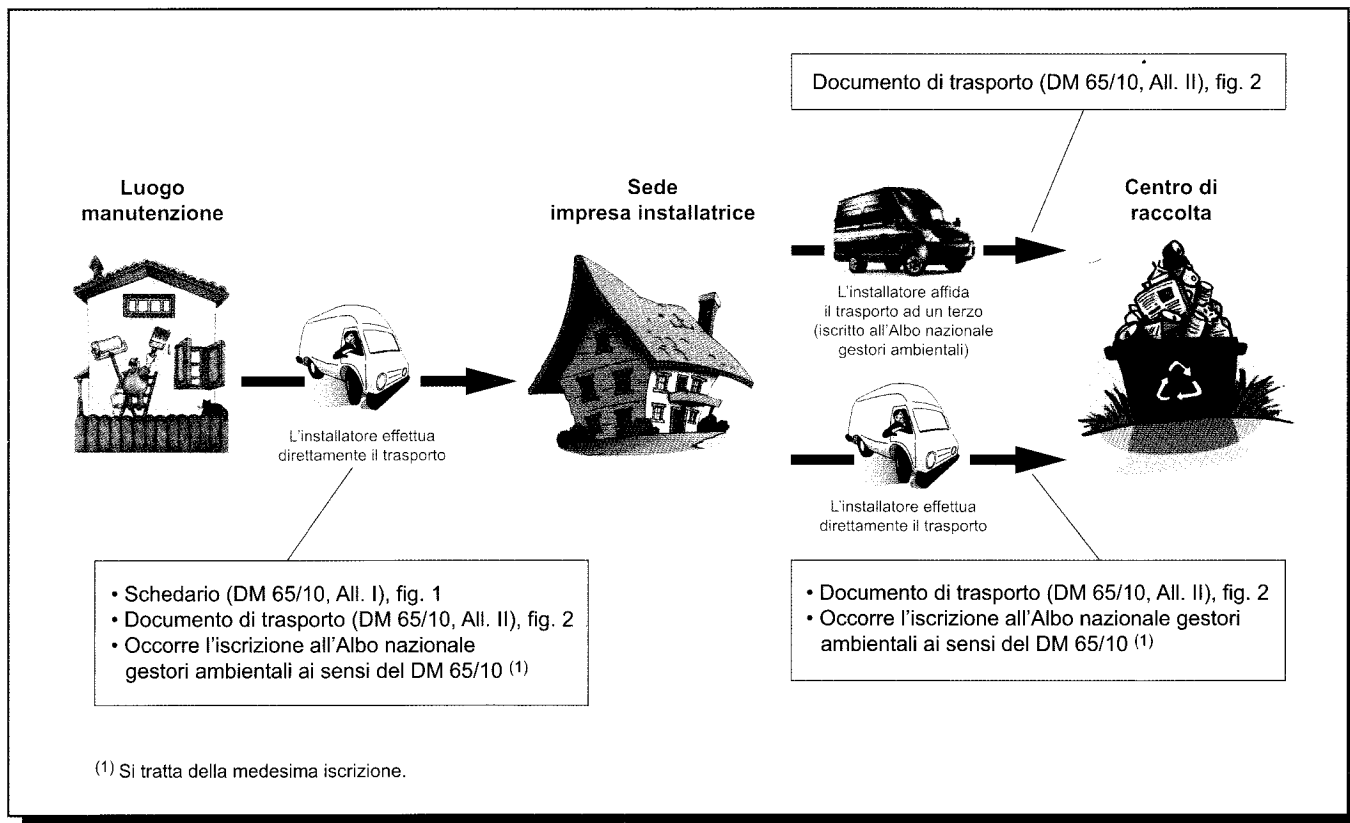 Documento di trasporto (DM 65/10, All. II), fig. 2
Luogo
manutenzione
Sede
impresa installatrice
Centro di
raccolta
L'installatore affida
il trasporto ad un terzo
(iscritto all'Albo nazionale
gestori ambientali)
L'installatore effettua
direttamente il trasporto
L'installatore effettua
direttamente il trasporto
• Schedario (DM 65/10, All. I), fig. 1
• Documento di trasporto (DM 65/10, All. II), fig. 2
• Occorre l'iscrizione all'Albo nazionale
gestori ambientali ai sensi del DM 65/10 (1)
• Documento di trasporto (DM 65/10, All. II), fig. 2
• Occorre l'iscrizione all'Albo nazionale gestori
ambientali ai sensi del DM 65/10 (1)
(1) Si tratta della medesima iscrizione.